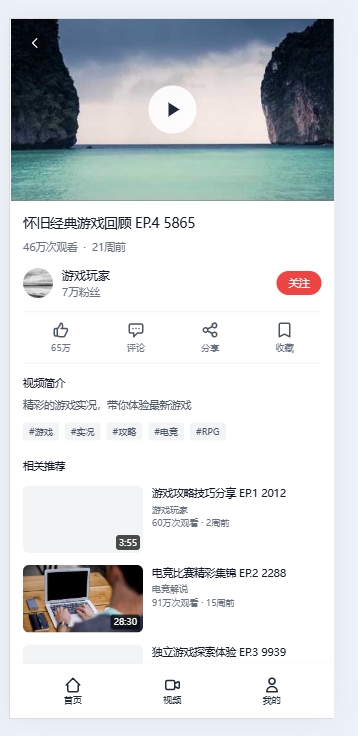 怀旧经典游戏回顾 EP.4 5865
46万次观看 · 21周前
游戏玩家
7万粉丝
关注
65万 评论 分享 收藏
视频简介
精彩的游戏实况，带你体验最新游戏
#游戏 #实况 #攻略 #电竞 #RPG
相关推荐
3:55
游戏攻略技巧分享 EP.1 2012
游戏玩家
60万次观看 · 2周前
28:30
电竞比赛精彩集锦 EP.2 2288
电竞解说
91万次观看 · 15周前
独立游戏探索体验 EP.3 9939
首页 视频 我的